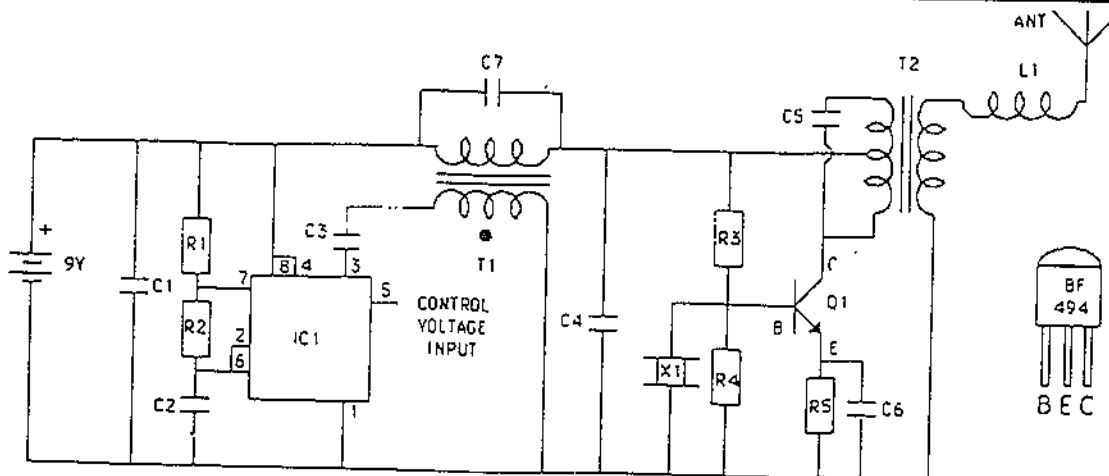 ANT
C7
T2
L1
C5
+
9V
R1
C3
R3
BF
494
8 4
3
T1
C
7
5
C1
CONTROL
VOLTAGE
INPUT
C4
Q1
R2
2
IC1
B
6
E
X1
R4
R5
C6
C2
1
B E C